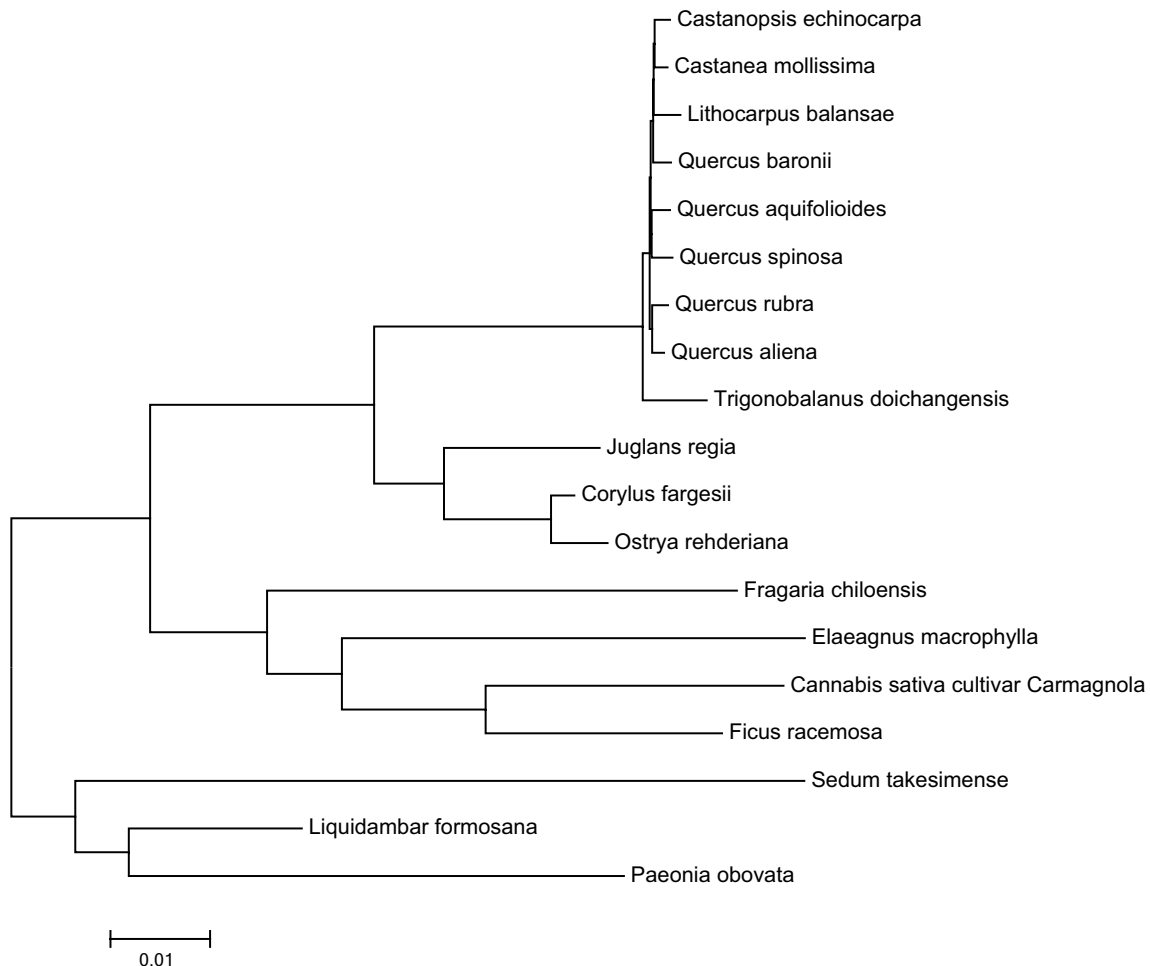 Castanopsis echinocarpa
Castanea mollissima
Lithocarpus balansae
Quercus baronii
Quercus aquifolioides
Quercus spinosa
Quercus rubra
Quercus aliena
Trigonobalanus doichangensis
Juglans regia
Corylus fargesii
Ostrya rehderiana
Fragaria chiloensis
Elaeagnus macrophylla
Cannabis sativa cultivar Carmagnola
Ficus racemosa
Sedum takesimense
Liquidambar formosana
Paeonia obovata
0.01